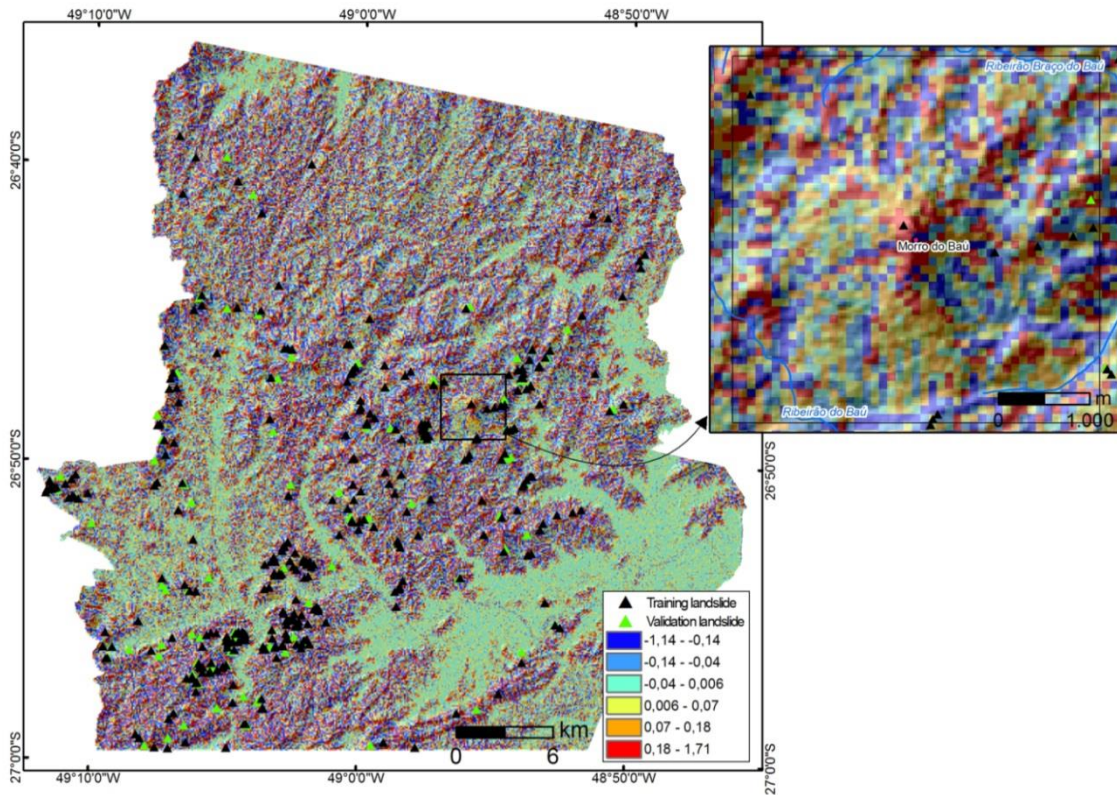 49°10'0"W
49°0'0"W
48°50'0"W
26°40'0"S
26°50'0"S
27°0'0"S
Ribeirão Braço do Baú
Morro do Baú
Ribeirão do Baú
m
0
1.000
26°50'0"S
27°0'0"S
Training landslide
Validation landslide
-1,14 - -0,14
-0,14 - -0,04
-0,04 - 0,006
0,006 - 0,07
0,07 - 0,18
0,18 - 1,71
km
0
6
49°10'0"W
49°0'0"W
48°50'0"W